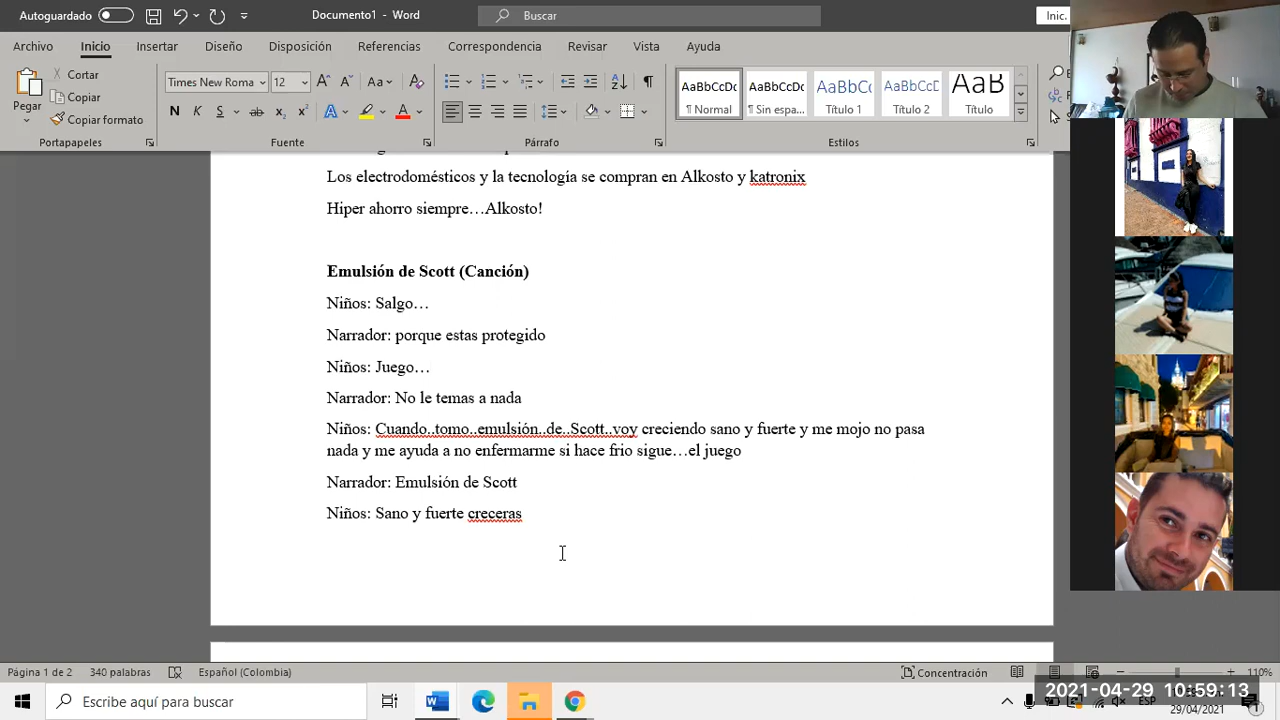 Autoguardado
Documento1 - Word
Buscar
Inic.
Archivo Inicio Insertar Diseño Disposición Referencias Correspondencia Revisar Vista Ayuda
Pegar
Cortar
Copiar
Copiar formato
Times New Roma 12
N K S ab
Portapapeles Fuente Párrafo Estilos
AaBbCcDc AaBbCcDc AaBbCc AaBbCcD AaB
¶ Normal ¶ Sin espa... Título 1 Título 2 Título
Los electrodomésticos y la tecnología se compran en Alkosto y katronix
Hiper ahorro siempre…Alkosto!
Emulsión de Scott (Canción)
Niños: Salgo…
Narrador: porque estas protegido
Niños: Juego…
Narrador: No le temas a nada
Niños: Cuando..tomo..emulsión..de..Scott..voy creciendo sano y fuerte y me mojo no pasa
nada y me ayuda a no enfermarme si hace frio sigue…el juego
Narrador: Emulsión de Scott
Niños: Sano y fuerte creceras
Página 1 de 2 340 palabras Español (Colombia) Concentración 110%
Escribe aquí para buscar
2021-04-29 10:59:13
ESP
29/04/2021